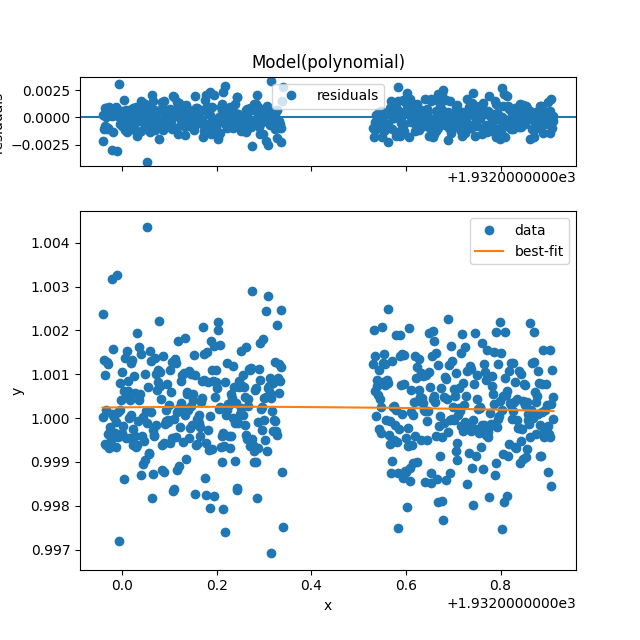 Model(polynomial)
0.0025
0.0000
−0.0025
residuals
residuals
+1.9320000000e3
1.004
1.003
1.002
1.001
1.000
0.999
0.998
0.997
y
data
best-fit
0.0
0.2
0.4
0.6
0.8
x
+1.9320000000e3